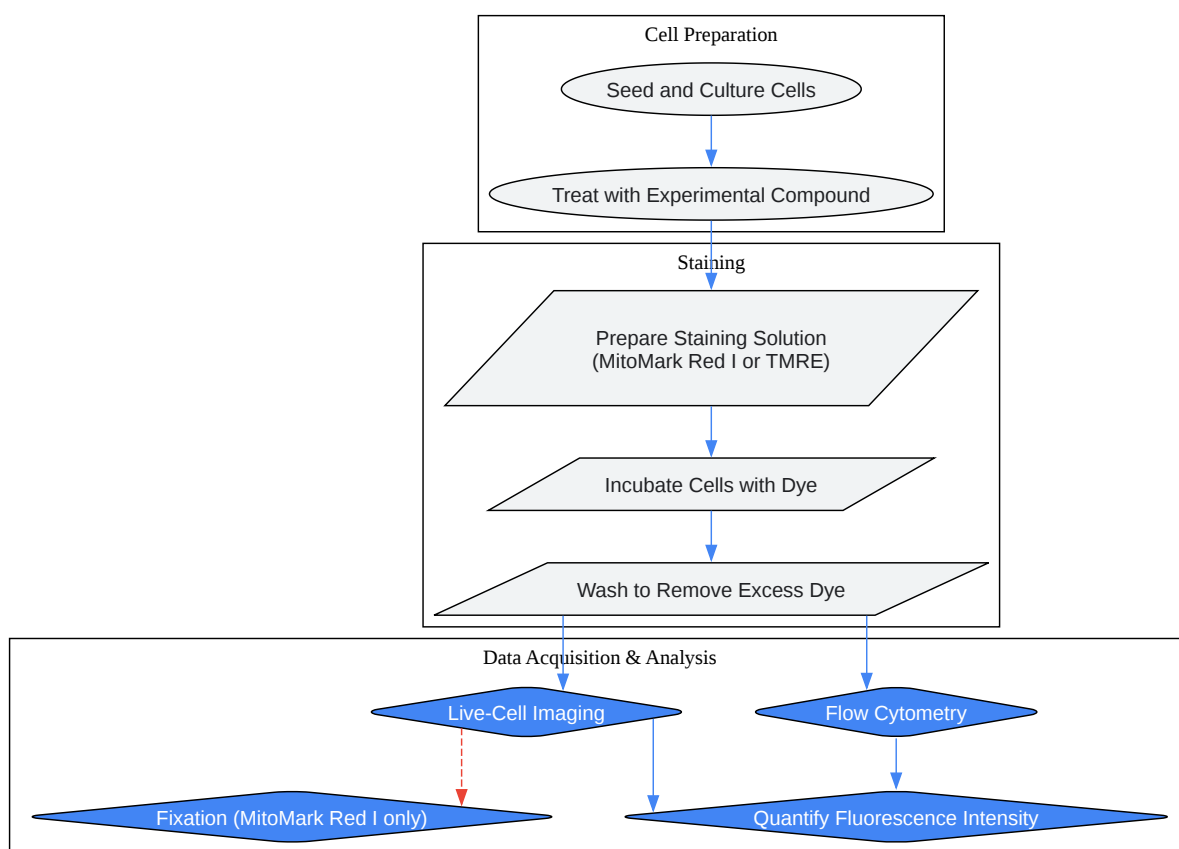 Cell Preparation
Seed and Culture Cells
Treat with Experimental Compound
Staining
Prepare Staining Solution
(MitoMark Red I or TMRE)
Incubate Cells with Dye
Wash to Remove Excess Dye
Data Acquisition & Analysis
Live-Cell Imaging
Flow Cytometry
Fixation (MitoMark Red I only)
Quantify Fluorescence Intensity